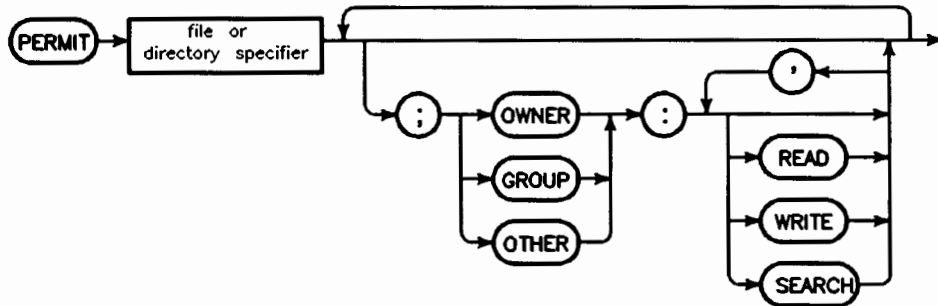 PERMIT
file or
directory specifier
;
OWNER
GROUP
OTHER
:
,
READ
WRITE
SEARCH